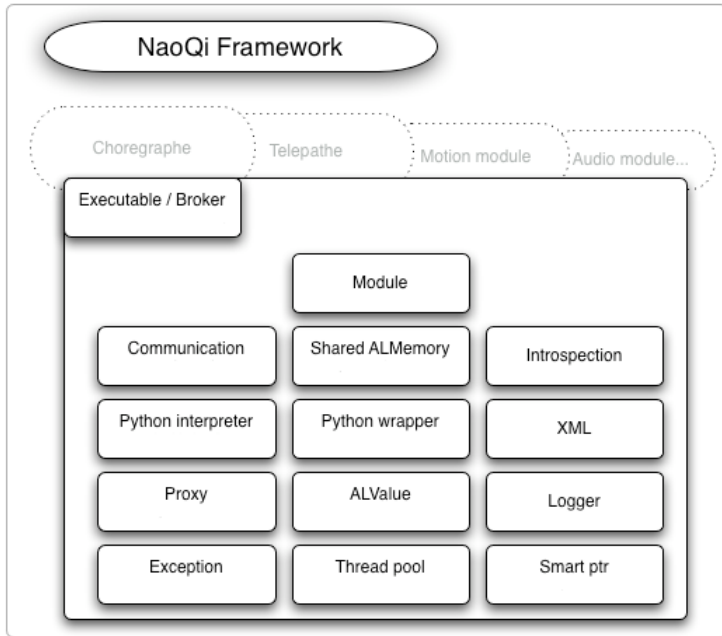 NaoQi Framework
Choregraphe
Telepathe
Motion module
Audio module...
Executable / Broker
Module
Communication
Shared ALMemory
Introspection
Python interpreter
Python wrapper
XML
Proxy
ALValue
Logger
Exception
Thread pool
Smart ptr